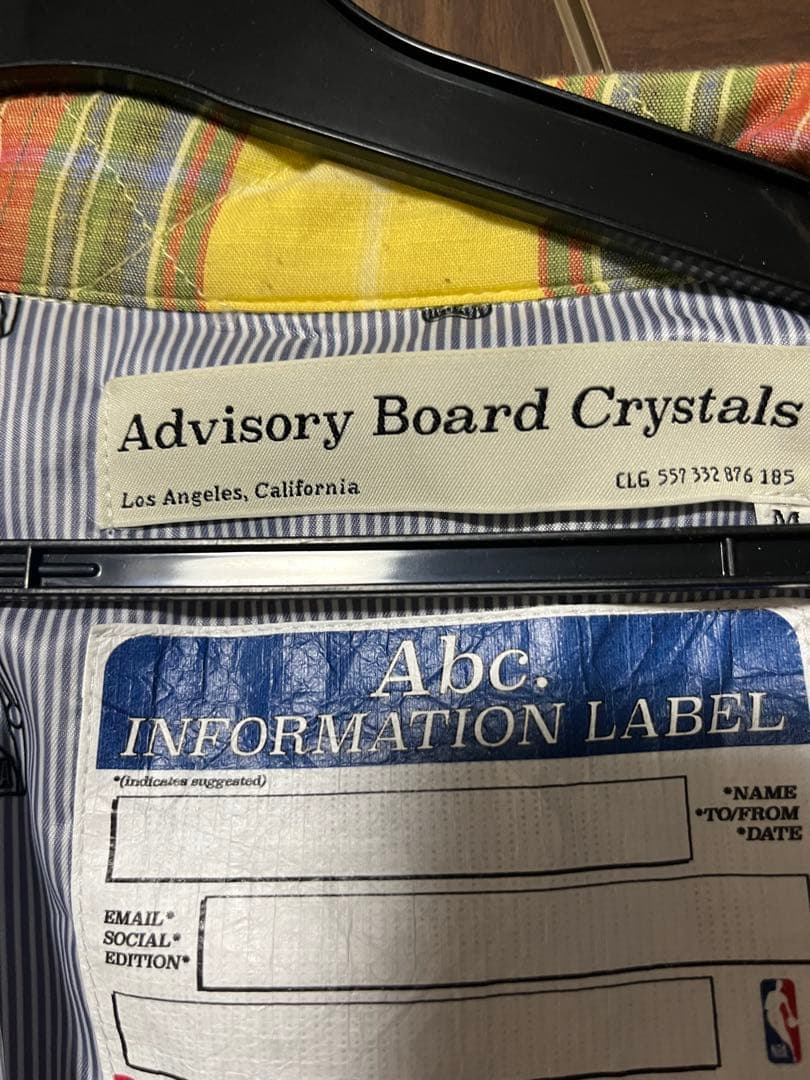 Advisory Board Crystals
Los Angeles, California
CLG 557 332 876 185
M
Abc.
INFORMATION LABEL
*(indicates suggested)
*NAME
*TO/FROM
*DATE
EMAIL*
SOCIAL*
EDITION*
NBA